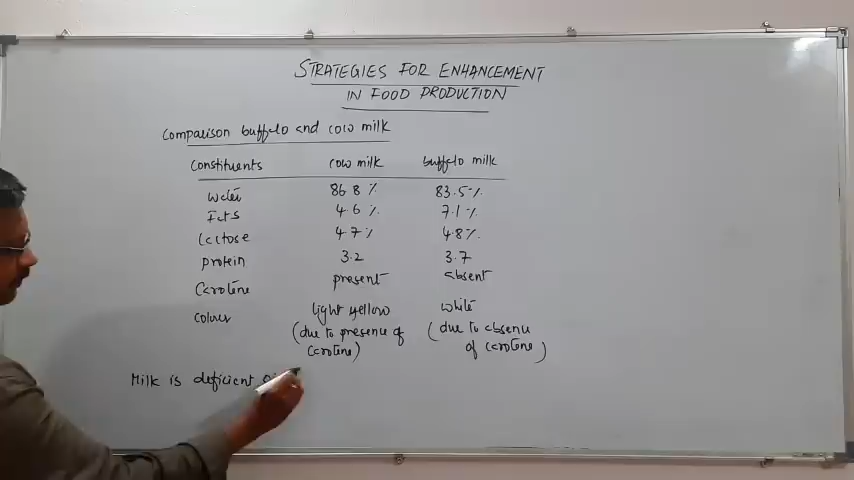 STRATEGIES FOR ENHANCEMENT
IN FOOD PRODUCTION
Comparison buffelo and cow milk
Constituents cow milk buffelo milk
Water 86.8 % 83.5 %
Fats 4.6 % 7.1 %
Lactose 4.7 % 4.8 %
Protein 3.2 3.7
Carotene present absent
Colour light yellow white
(due to presence of (due to absence
carotene) of carotene)
Milk is deficient